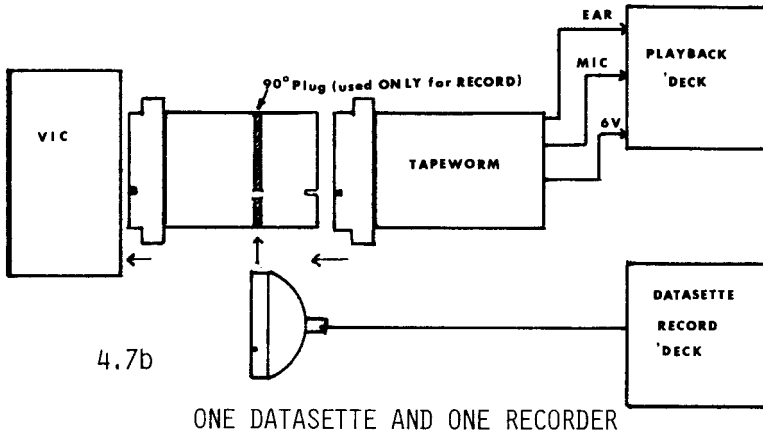 EAR
PLAYBACK
'DECK
MIC
90° Plug (used ONLY for RECORD)
6V
VIC
TAPEWORM
DATASETTE
RECORD
'DECK
4.7b
ONE DATASETTE AND ONE RECORDER